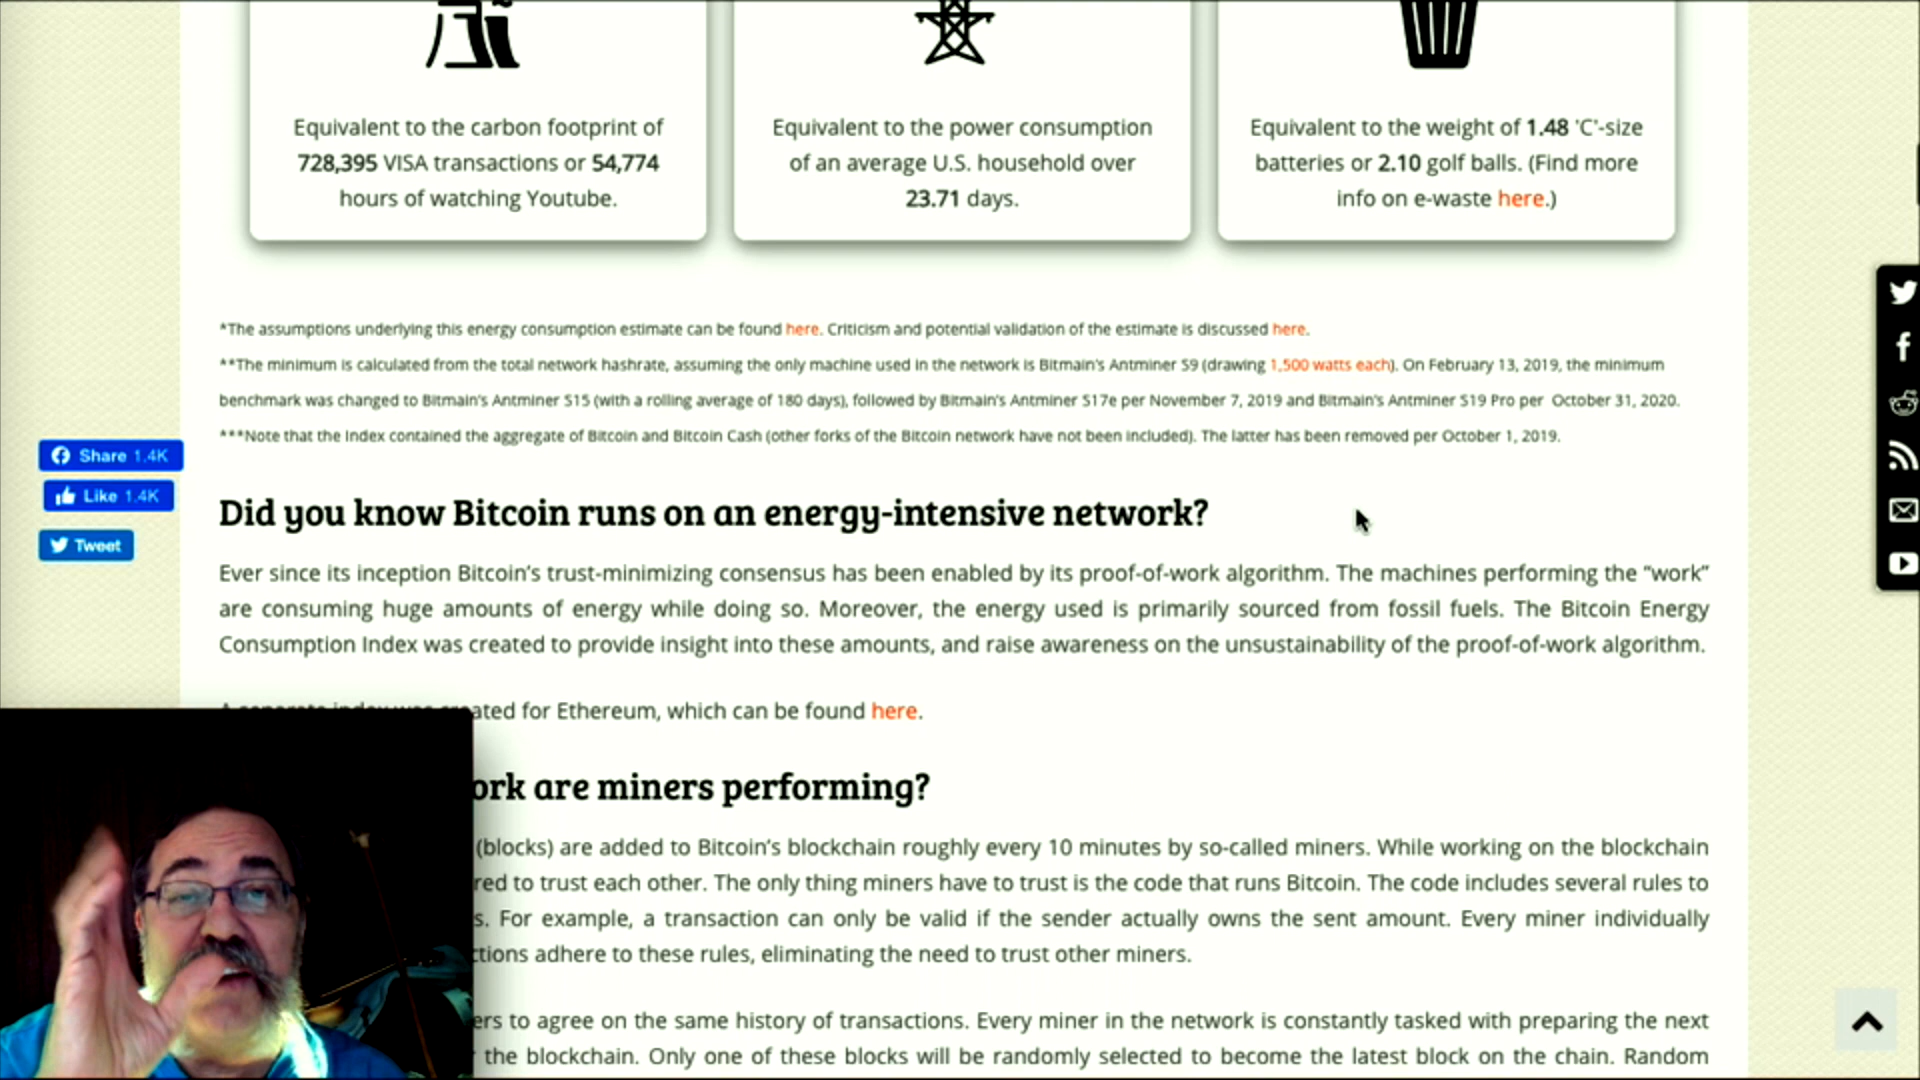 Equivalent to the carbon footprint of
728,395 VISA transactions or 54,774
hours of watching Youtube.
Equivalent to the power consumption
of an average U.S. household over
23.71 days.
Equivalent to the weight of 1.48 'C'-size
batteries or 2.10 golf balls. (Find more
info on e-waste here.)
*The assumptions underlying this energy consumption estimate can be found here. Criticism and potential validation of the estimate is discussed here.
**The minimum is calculated from the total network hashrate, assuming the only machine used in the network is Bitmain's Antminer S9 (drawing 1,500 watts each). On February 13, 2019, the minimum
benchmark was changed to Bitmain's Antminer S15 (with a rolling average of 180 days), followed by Bitmain's Antminer S17e per November 7, 2019 and Bitmain's Antminer S19 Pro per October 31, 2020.
***Note that the Index contained the aggregate of Bitcoin and Bitcoin Cash (other forks of the Bitcoin network have not been included). The latter has been removed per October 1, 2019.
Share 1.4K
Like 1.4K
Tweet
Did you know Bitcoin runs on an energy-intensive network?
Ever since its inception Bitcoin's trust-minimizing consensus has been enabled by its proof-of-work algorithm. The machines performing the “work”
are consuming huge amounts of energy while doing so. Moreover, the energy used is primarily sourced from fossil fuels. The Bitcoin Energy
Consumption Index was created to provide insight into these amounts, and raise awareness on the unsustainability of the proof-of-work algorithm.
ated for Ethereum, which can be found here.
ork are miners performing?
(blocks) are added to Bitcoin's blockchain roughly every 10 minutes by so-called miners. While working on the blockchain
red to trust each other. The only thing miners have to trust is the code that runs Bitcoin. The code includes several rules to
s. For example, a transaction can only be valid if the sender actually owns the sent amount. Every miner individually
ctions adhere to these rules, eliminating the need to trust other miners.
ers to agree on the same history of transactions. Every miner in the network is constantly tasked with preparing the next
the blockchain. Only one of these blocks will be randomly selected to become the latest block on the chain. Random